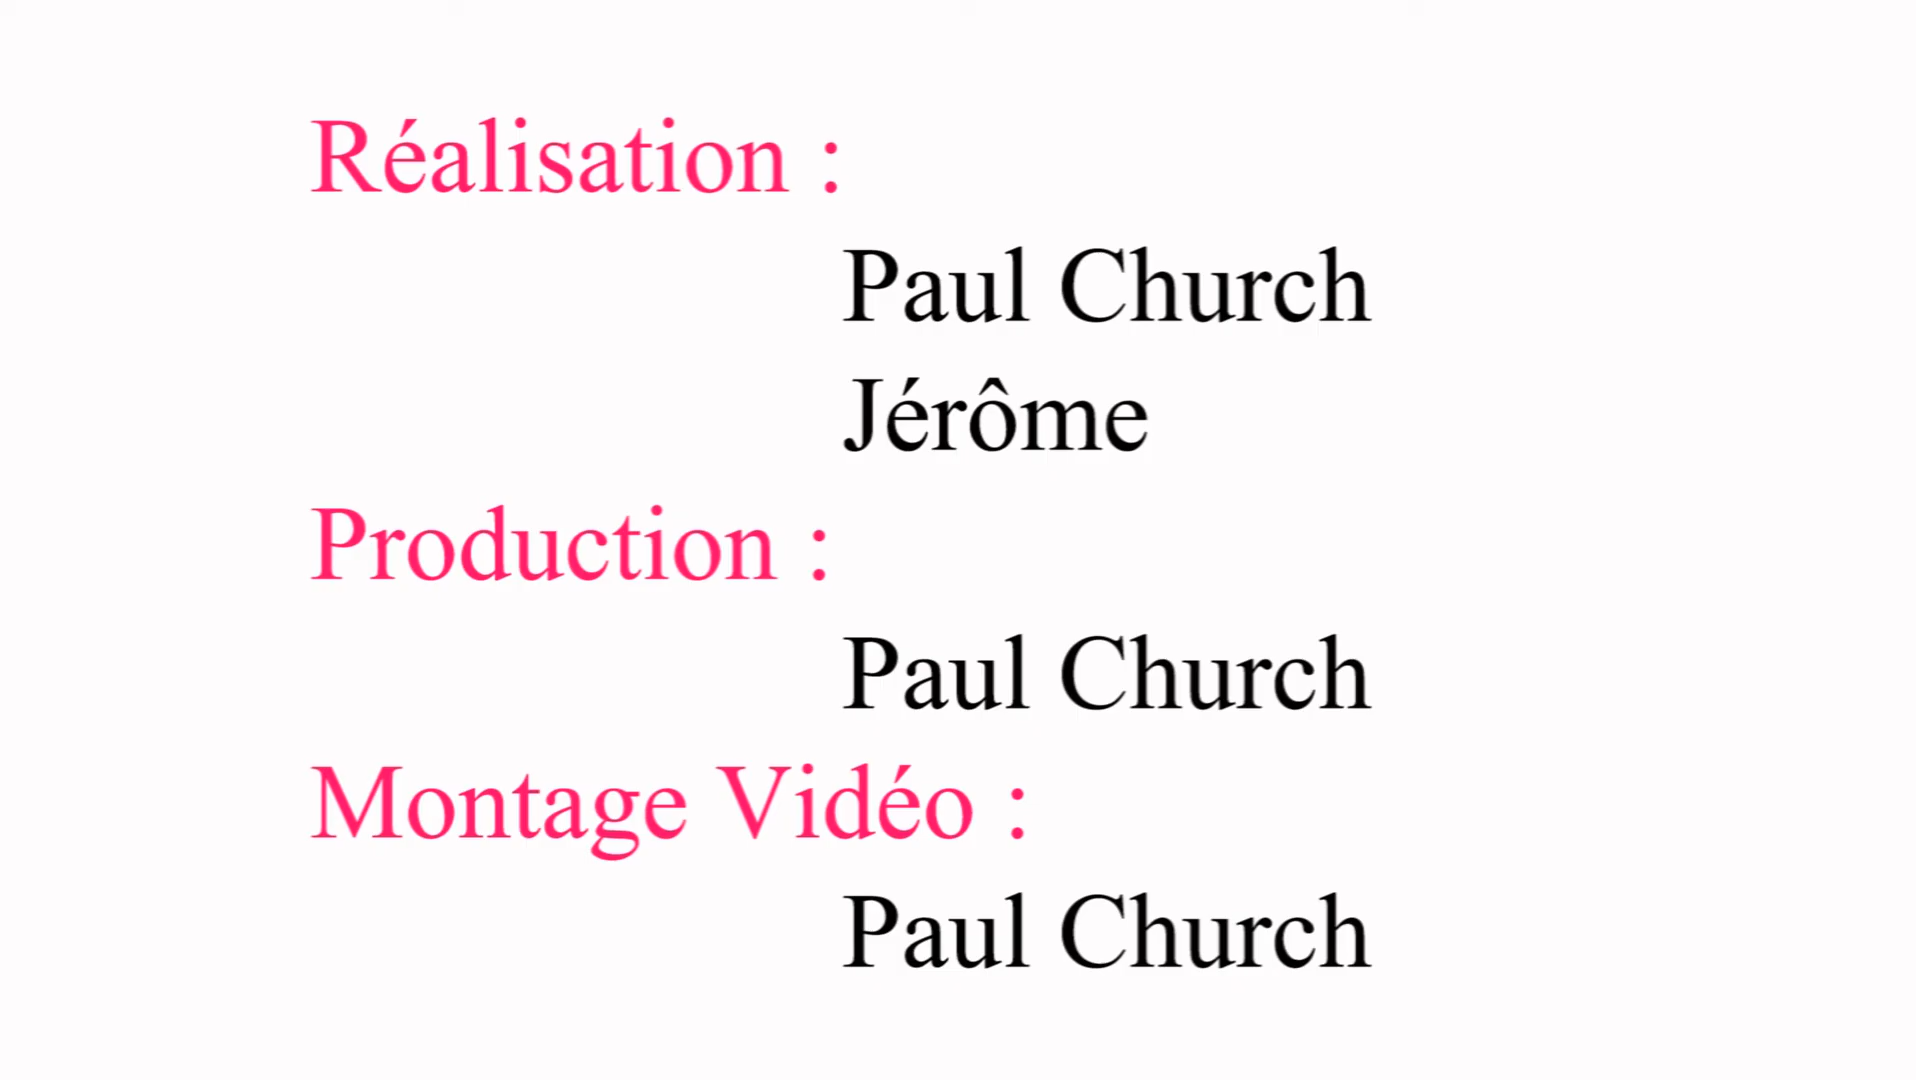 Réalisation :
Paul Church
Jérôme
Production :
Paul Church
Montage Vidéo :
Paul Church